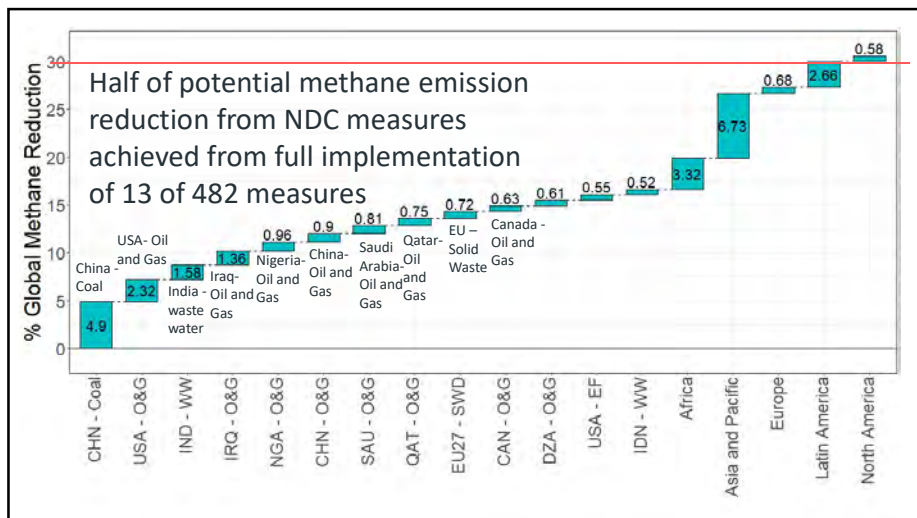 % Global Methane Reduction
30
25
20
15
10
5
0
Half of potential methane emission
reduction from NDC measures
achieved from full implementation
of 13 of 482 measures
4.9
2.32
1.58
1.36
0.96
0.9
0.81
0.75
0.72
0.63
0.61
0.55
0.52
3.32
6.73
0.68
2.66
0.58
China -
Coal
USA- Oil
and Gas
India -
waste
water
Iraq-
Oil and
Gas
Nigeria-
Oil and
Gas
China-
Oil and
Gas
Saudi
Arabia-
Oil and
Gas
Qatar-
Oil
and
Gas
EU –
Solid
Waste
Canada -
Oil and
Gas
CHN - Coal
USA - O&G
IND - WW
IRQ - O&G
NGA - O&G
CHN - O&G
SAU - O&G
QAT - O&G
EU27 - SWD
CAN - O&G
DZA - O&G
USA - EF
IDN - WW
Africa
Asia and Pacific
Europe
Latin America
North America